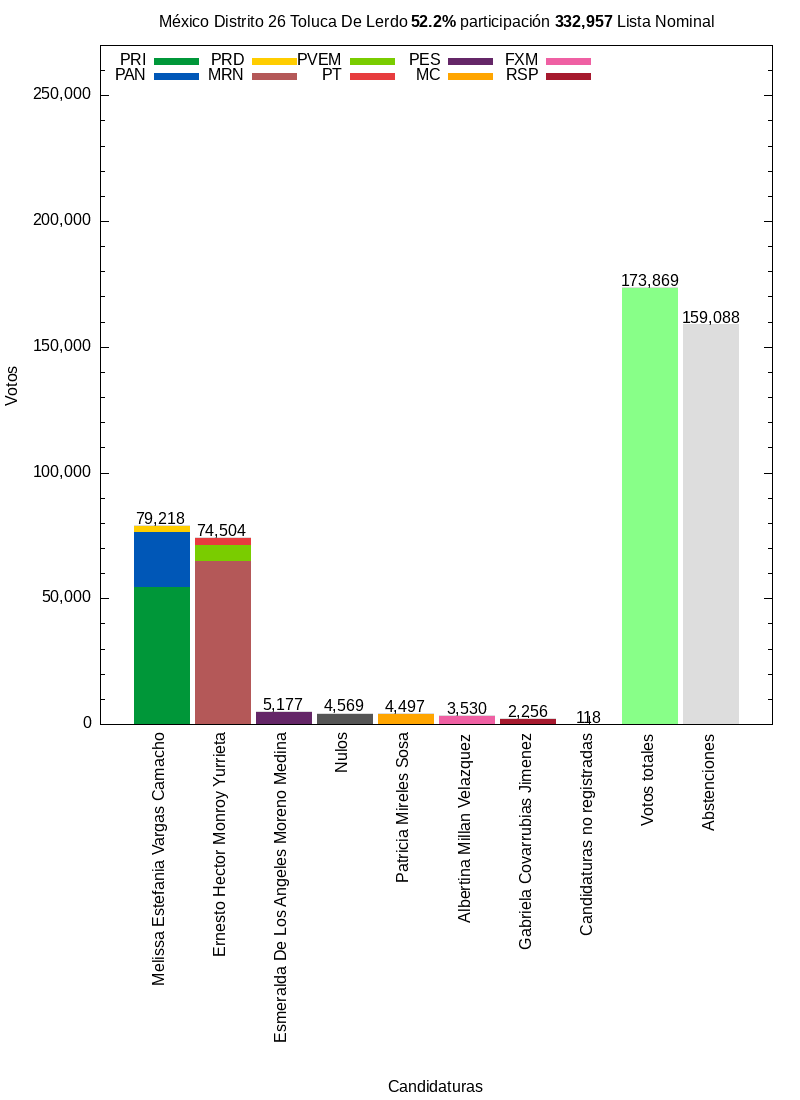 México Distrito 26 Toluca De Lerdo 52.2% participación 332,957 Lista Nominal
PRI PRD PVEM PES FXM
PAN MRN PT MC RSP
250,000
200,000
150,000
100,000
50,000
0
Votos
79,218
74,504
5,177
4,569
4,497
3,530
2,256
118
173,869
159,088
Melissa Estefania Vargas Camacho
Ernesto Hector Monroy Yurrieta
Esmeralda De Los Angeles Moreno Medina
Nulos
Patricia Mireles Sosa
Albertina Millan Velazquez
Gabriela Covarrubias Jimenez
Candidaturas no registradas
Votos totales
Abstenciones
Candidaturas